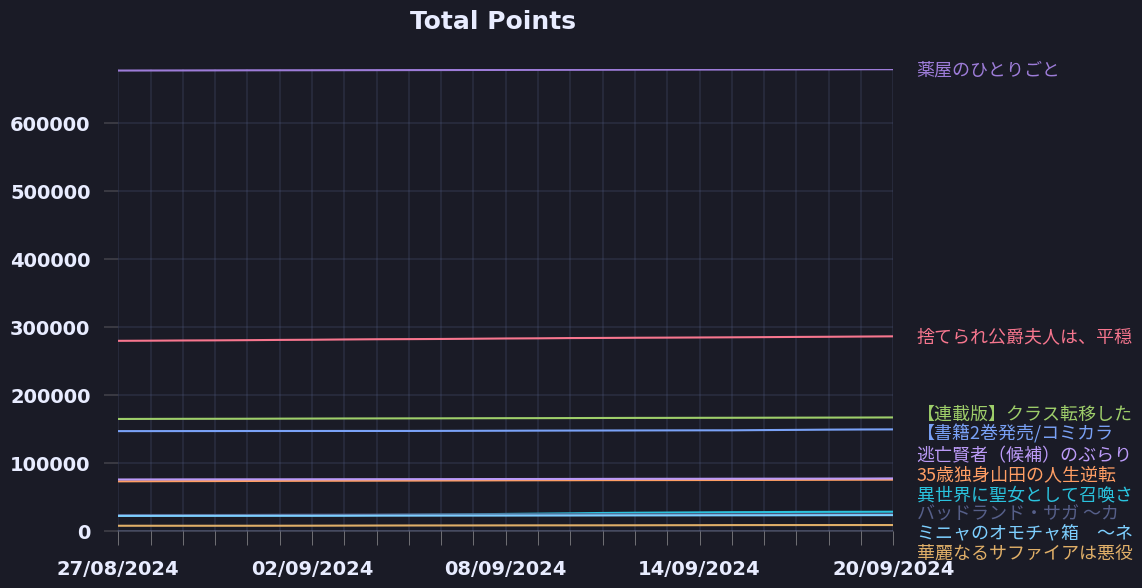 Total Points
薬屋のひとりごと
600000
500000
400000
300000
捨てられ公爵夫人は、平穏
200000
【連載版】クラス転移した
【書籍2巻発売/コミカラ
100000
逃亡賢者（候補）のぶらり
35歳独身山田の人生逆転
異世界に聖女として召喚さ
バッドランド・サガ ～カ
0
ミニャのオモチャ箱　～ネ
華麗なるサファイアは悪役
27/08/2024 02/09/2024 08/09/2024 14/09/2024 20/09/2024